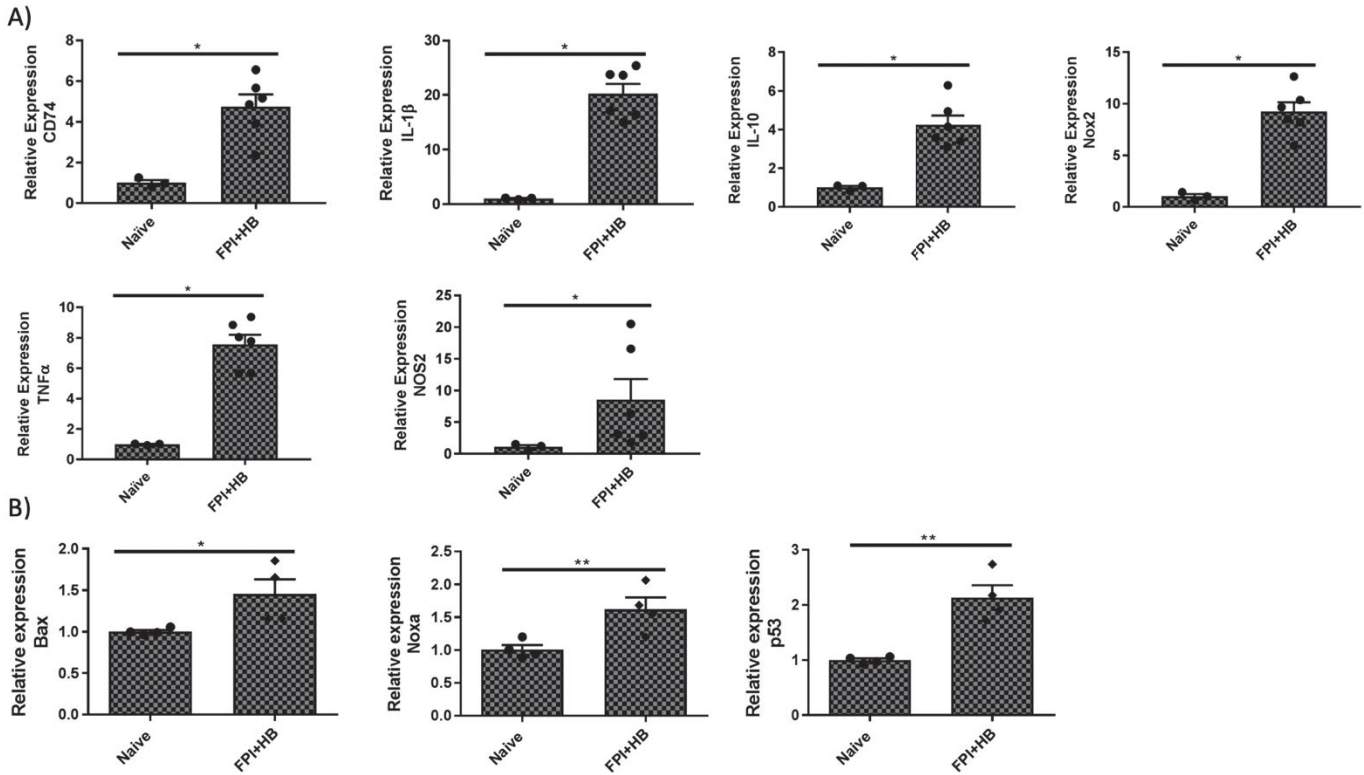 A)
Relative Expression
CD74
8
6
4
2
0
*
Naïve
FPI+HB
Relative Expression
IL-1β
30
20
10
0
*
Naïve
FPI+HB
Relative Expression
IL-10
8
6
4
2
0
*
Naïve
FPI+HB
Relative Expression
Nox2
15
10
5
0
*
Naïve
FPI+HB
Relative Expression
TNFα
10
8
6
4
2
0
*
Naïve
FPI+HB
Relative Expression
NOS2
25
20
15
10
5
0
*
Naïve
FPI+HB
B)
Relative expression
Bax
2.0
1.5
1.0
0.5
0.0
*
Naïve
FPI+HB
Relative expression
Noxa
2.5
2.0
1.5
1.0
0.5
0.0
**
Naïve
FPI+HB
Relative expression
p53
3
2
1
0
**
Naïve
FPI+HB